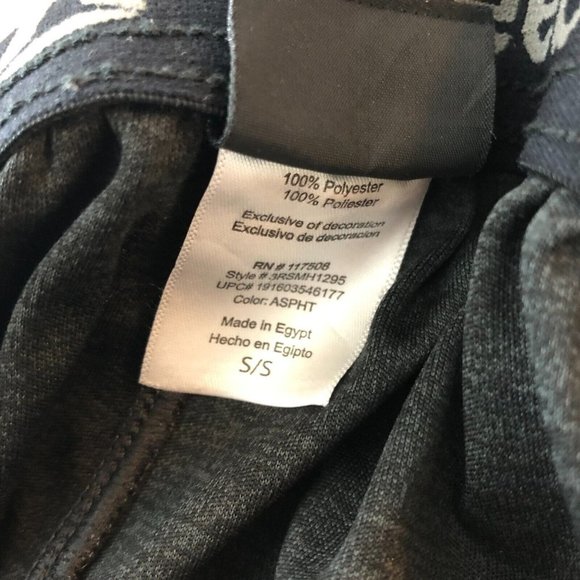 100% Polyester
100% Poliester
Exclusive of decoration
Exclusivo de decoracion
RN # 117508
Style # 3RSMH1295
UPC# 191603546177
Color: ASPHT
Made in Egypt
Hecho en Egipto
S/S